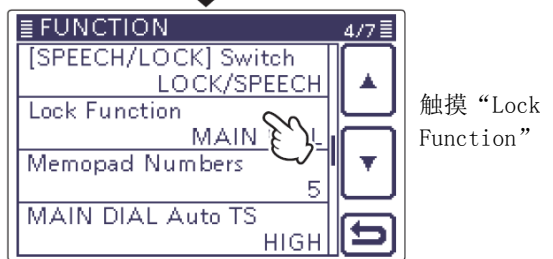 FUNCTION 4/7
[SPEECH/LOCK] Switch
LOCK/SPEECH
Lock Function
MAIN
Memopad Numbers
5
MAIN DIAL Auto TS
HIGH
触摸“Lock
Function”